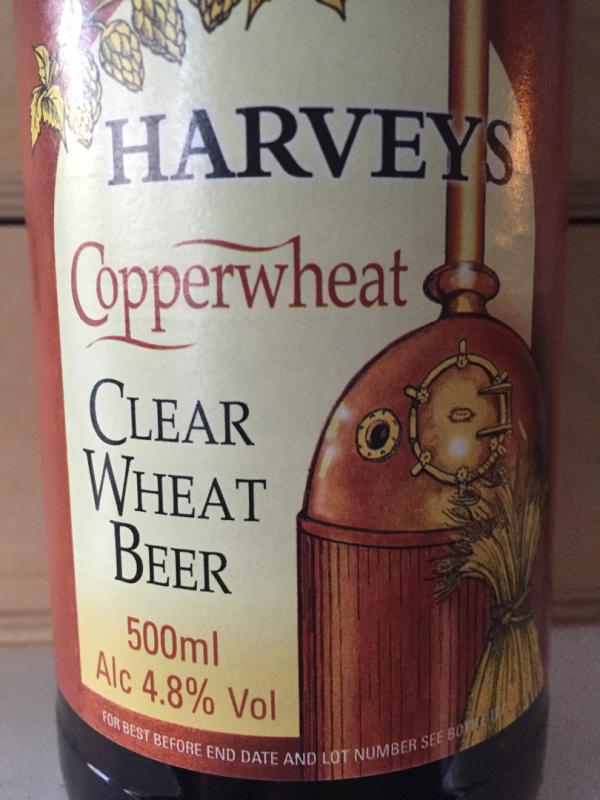 HARVEYS
Copperwheat
CLEAR
WHEAT
BEER
500ml
Alc 4.8% Vol
FOR BEST BEFORE END DATE AND LOT NUMBER SEE